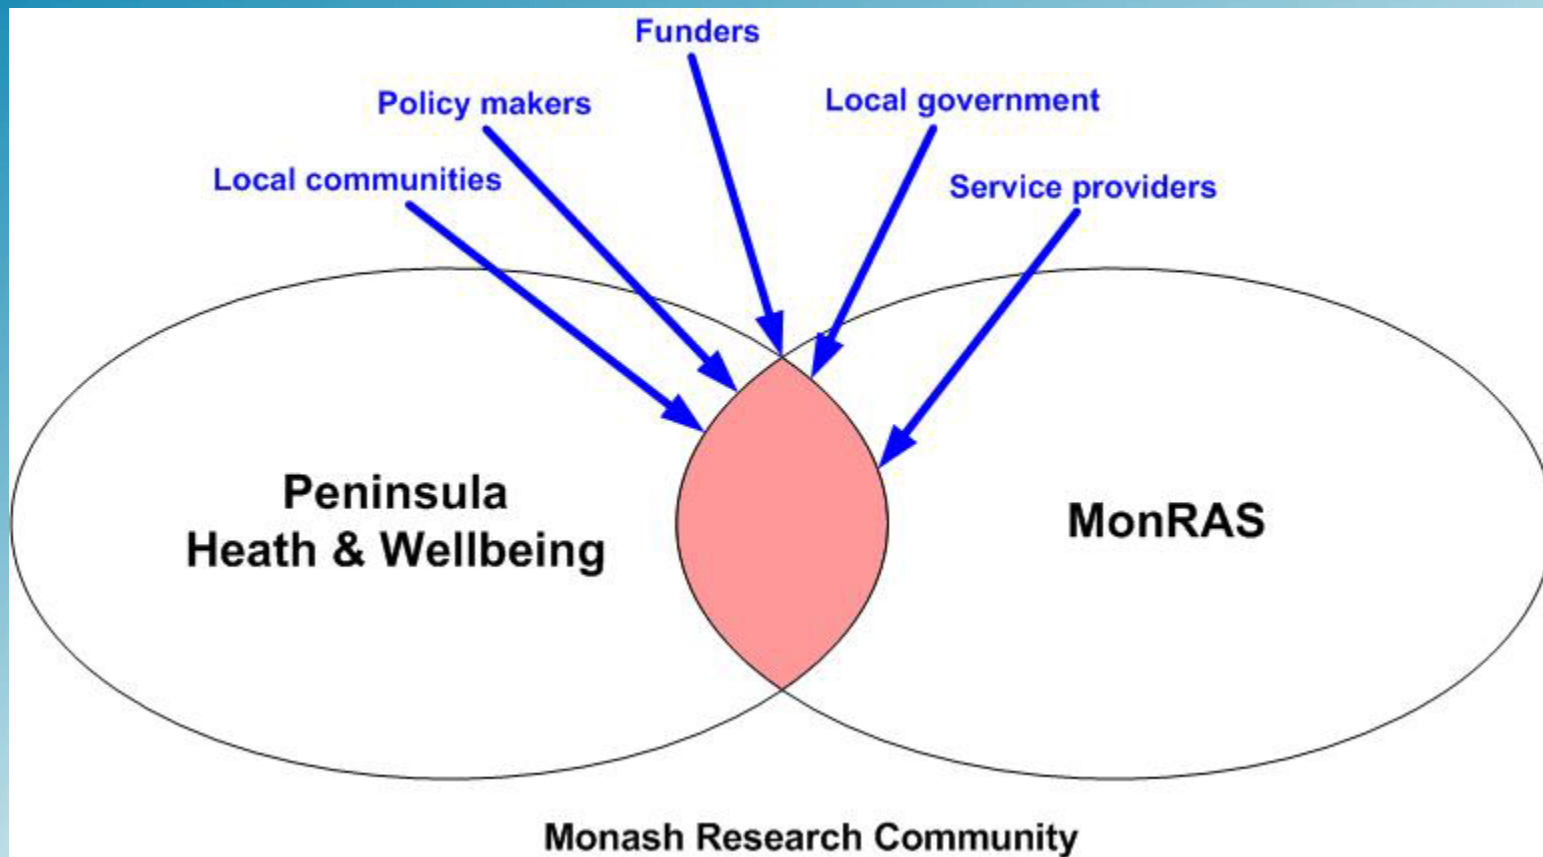 Funders
Policy makers
Local government
Local communities
Service providers
Peninsula
Heath & Wellbeing
MonRAS
Monash Research Community